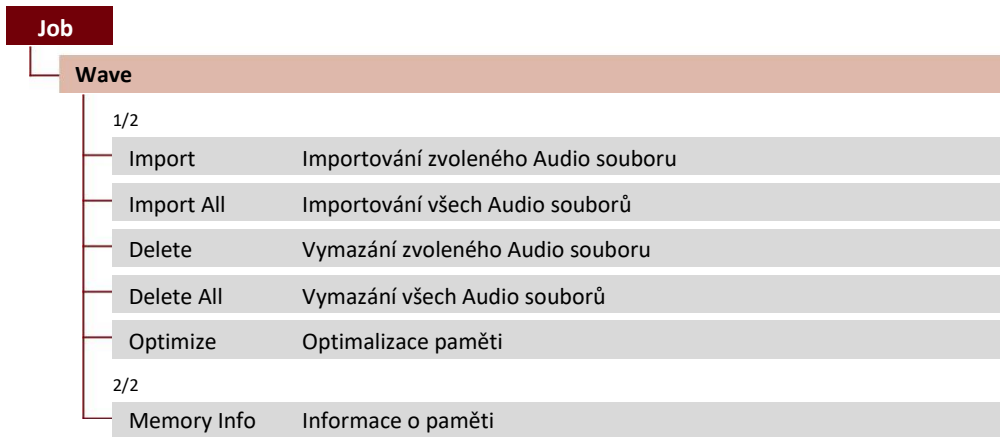 Job
Wave
1/2
Import Importování zvoleného Audio souboru
Import All Importování všech Audio souborů
Delete Vymazání zvoleného Audio souboru
Delete All Vymazání všech Audio souborů
Optimize Optimalizace paměti
2/2
Memory Info Informace o paměti